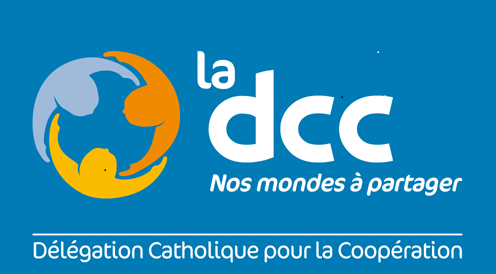 la
dcc
Nos mondes à partager
Délégation Catholique pour la Coopération